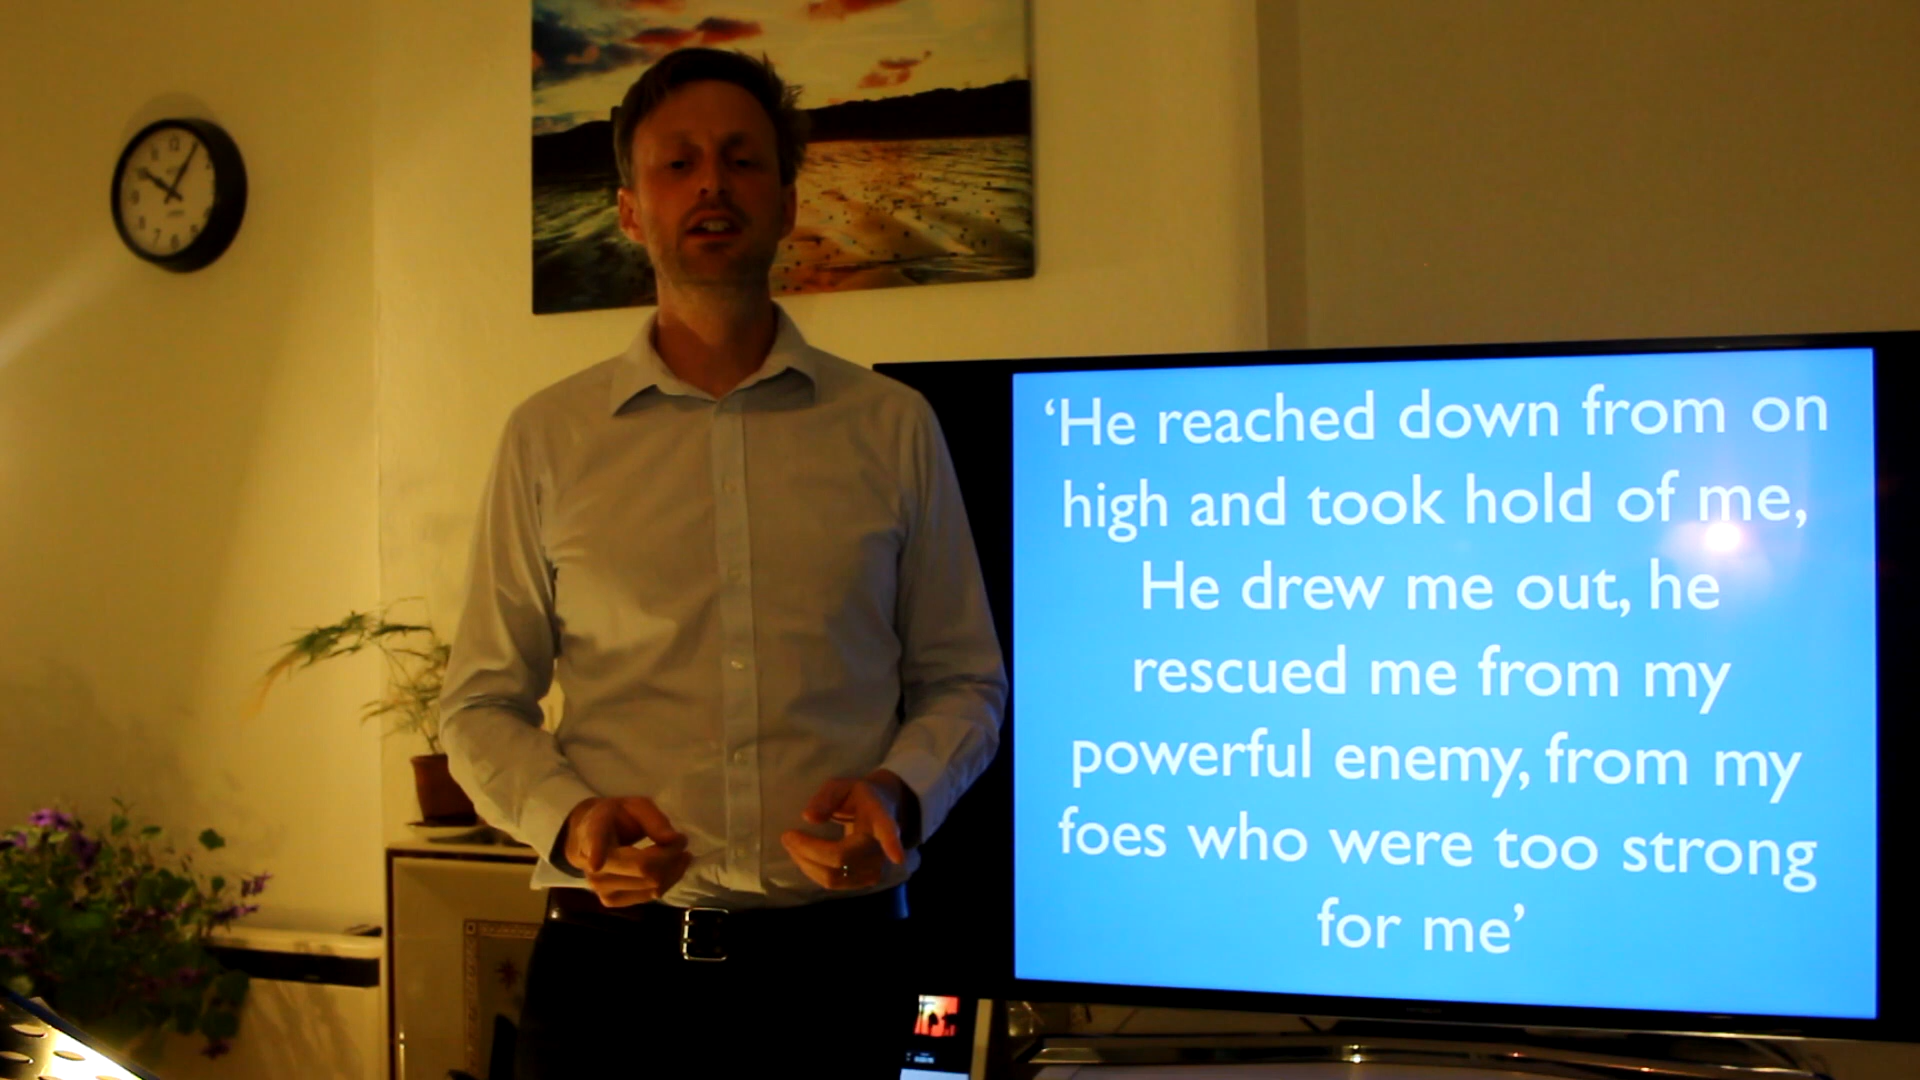 ‘He reached down from on
high and took hold of me,
He drew me out, he
rescued me from my
powerful enemy, from my
foes who were too strong
for me’